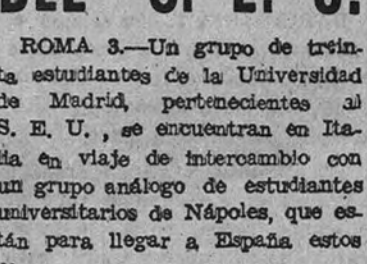 ROMA 3.—Un grupo de trein-
ta estudiantes de la Universidad
de Madrid, pertenecientes al
S. E. U. , se encuentran en Ita-
lia en viaje de intercambio con
un grupo análogo de estudiantes
universitarios de Nápoles, que es-
tán para llegar a España estos